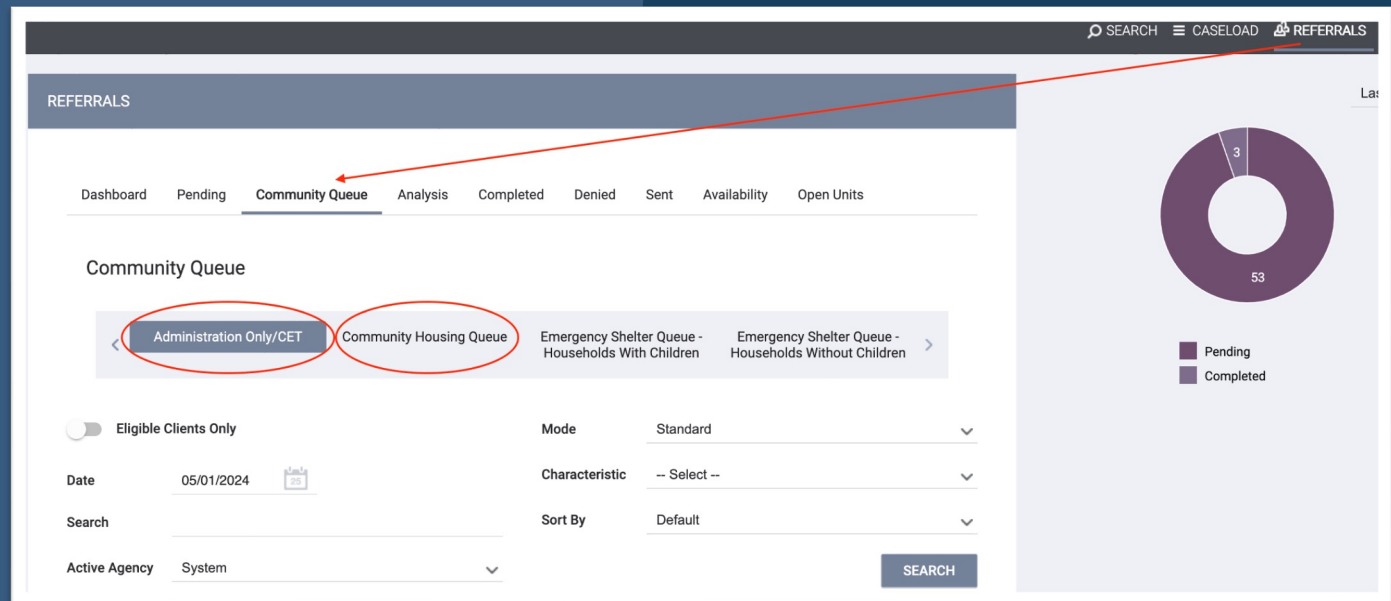 SEARCH CASELOAD REFERRALS
REFERRALS
Las
Dashboard Pending Community Queue Analysis Completed Denied Sent Availability Open Units
Community Queue
Administration Only/CET Community Housing Queue Emergency Shelter Queue - Emergency Shelter Queue -
Households With Children Households Without Children
Eligible Clients Only Mode Standard
Date 05/01/2024 25 Characteristic -- Select --
Search Sort By Default
Active Agency System SEARCH
3
53
Pending
Completed